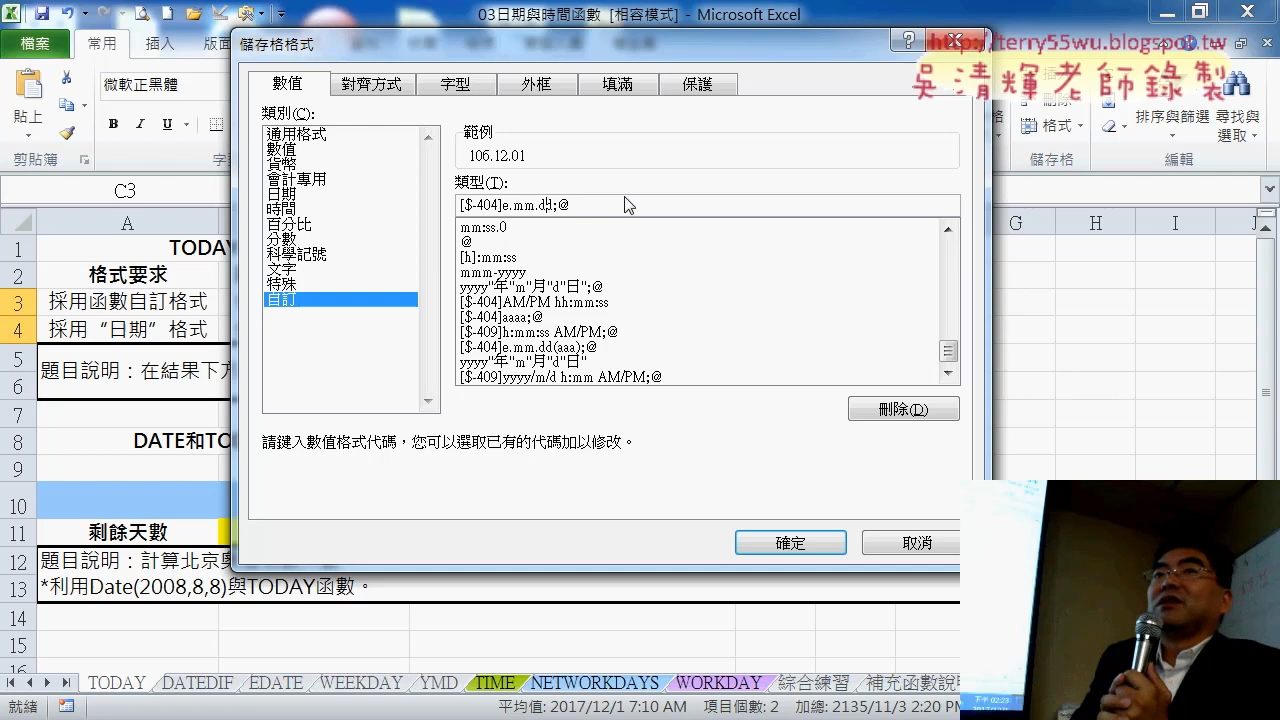 03日期與時間函數 [相容模式] - Microsoft Excel
http://terry55wu.blogspot.tw
吳清輝老師錄製
檔案
常用
插入
版面
微軟正黑體
貼上
剪貼簿
B I U
格式
儲存格
排序與篩選
尋找與
選取
編輯
儲存格格式
數值
對齊方式
字型
外框
填滿
保護
類別(C):
通用格式
數值
貨幣
會計專用
日期
時間
百分比
分數
科學記號
文字
特殊
自訂
範例
106.12.01
類型(T):
[$-404]e.mm.dd;@
mm:ss.0
@
[h]:mm:ss
mmm-yyyy
yyyy"年"m"月"d"日";@
[$-404]AM/PM hh:mm:ss
[$-404]aaaa;@
[$-409]h:mm:ss AM/PM;@
[$-404]e.mm.dd(aaa);@
yyyy"年"m"月"d"日"
[$-409]yyyy/m/d h:mm AM/PM;@
刪除(D)
請鍵入數值格式代碼，您可以選取已有的代碼加以修改。
確定
取消
C3
A
G
H
I
1
TODAY
2
格式要求
3
採用函數自訂格式
4
採用“日期”格式
5
題目說明：在結果下方
6
7
8
DATE和TO
9
10
11
剩餘天數
12
題目說明：計算北京奧
13
*利用Date(2008,8,8)與TODAY函數。
14
15
16
TODAY
DATEDIF
EDATE
WEEKDAY
YMD
TIME
NETWORKDAYS
WORKDAY
綜合練習
補充函數說明
就緒
平均值: 2017/12/1 7:10 AM
項目個數: 2
加總: 2135/11/3 2:20 PM
下午 02:23